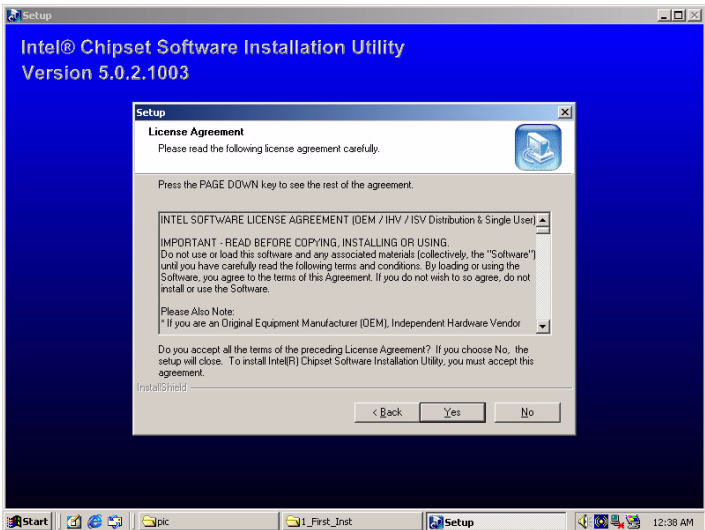 Setup
Intel® Chipset Software Installation Utility
Version 5.0.2.1003
Setup
License Agreement
Please read the following license agreement carefully.
Press the PAGE DOWN key to see the rest of the agreement.
INTEL SOFTWARE LICENSE AGREEMENT (OEM / IHV / ISV Distribution & Single User)
IMPORTANT - READ BEFORE COPYING, INSTALLING OR USING.
Do not use or load this software and any associated materials (collectively, the "Software")
until you have carefully read the following terms and conditions. By loading or using the
Software, you agree to the terms of this Agreement. If you do not wish to so agree, do not
install or use the Software.
Please Also Note:
* If you are an Original Equipment Manufacturer (OEM), Independent Hardware Vendor
Do you accept all the terms of the preceding License Agreement? If you choose No, the
setup will close. To install Intel(R) Chipset Software Installation Utility, you must accept this
agreement.
InstallShield
< Back Yes No
Start pic 1_First_Inst Setup 12:38 AM